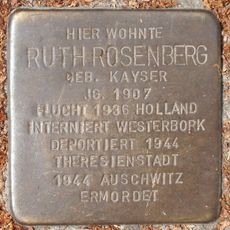 HIER WOHNTE
RUTH ROSENBERG
GEB. KAYSER
JG. 1907
FLUCHT 1936 HOLLAND
INTERNIERT WESTERBORK
DEPORTIERT 1944
THERESIENSTADT
1944 AUSCHWITZ
ERMORDET